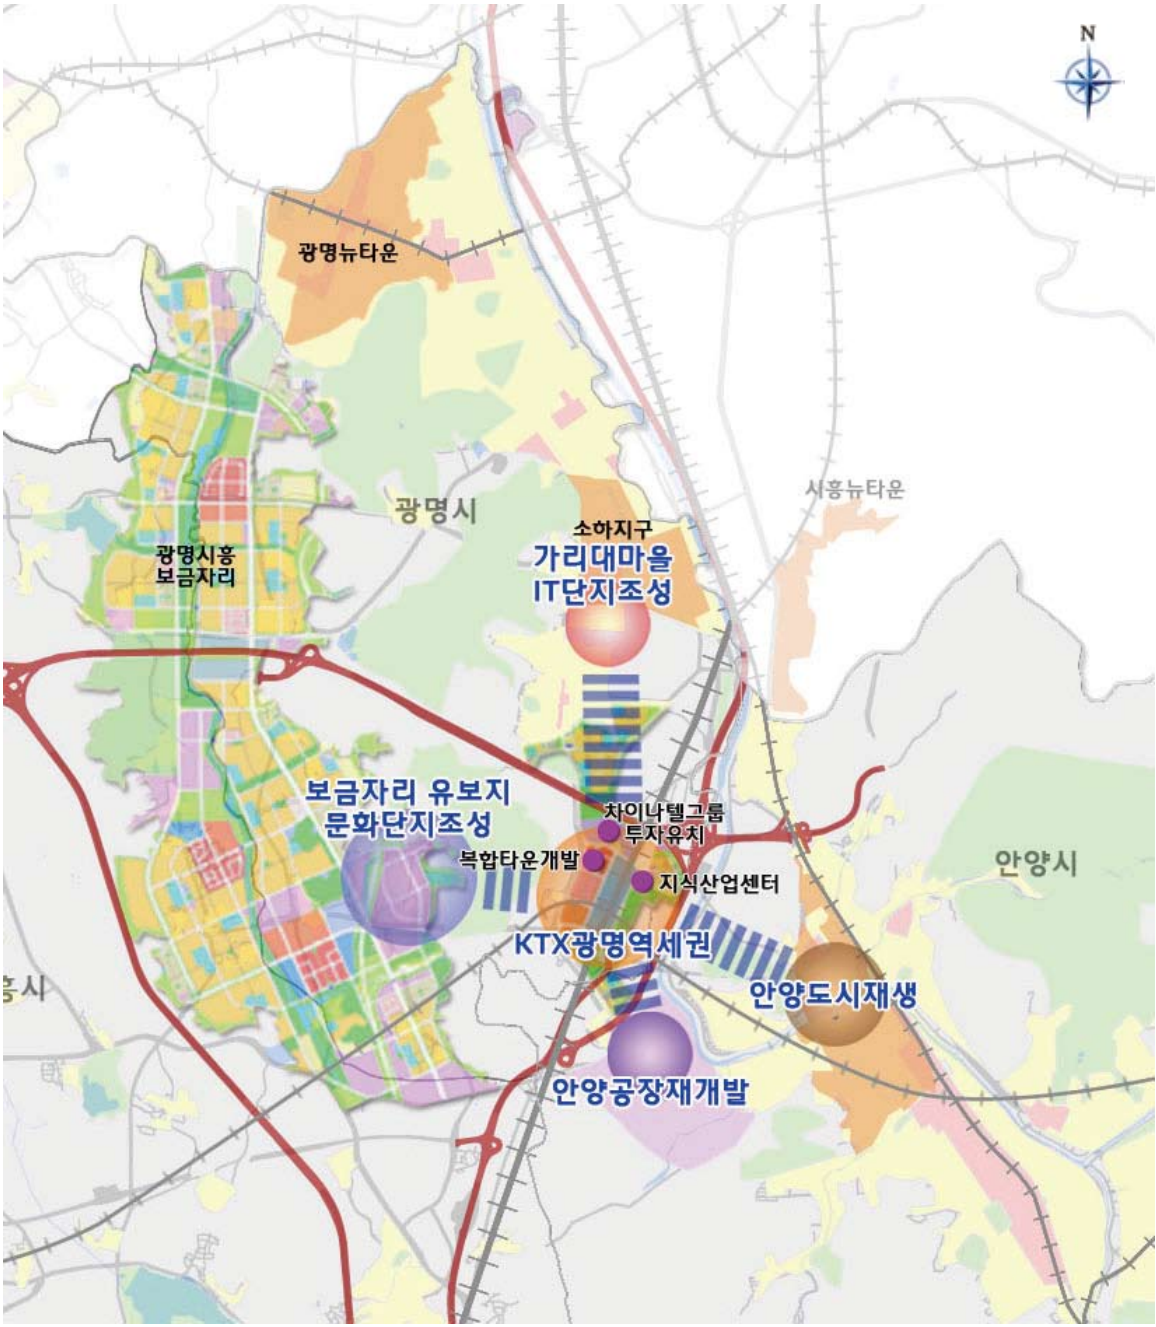 N
광명뉴타운
시흥뉴타운
광명시
소하지구
가리대마을
IT단지조성
광명시흥
보금자리
보금자리 유보지
문화단지조성
차이나텔그룹
투자유치
복합타운개발
지식산업센터
안양시
KTX광명역세권
흥시
안양도시재생
안양공장재개발